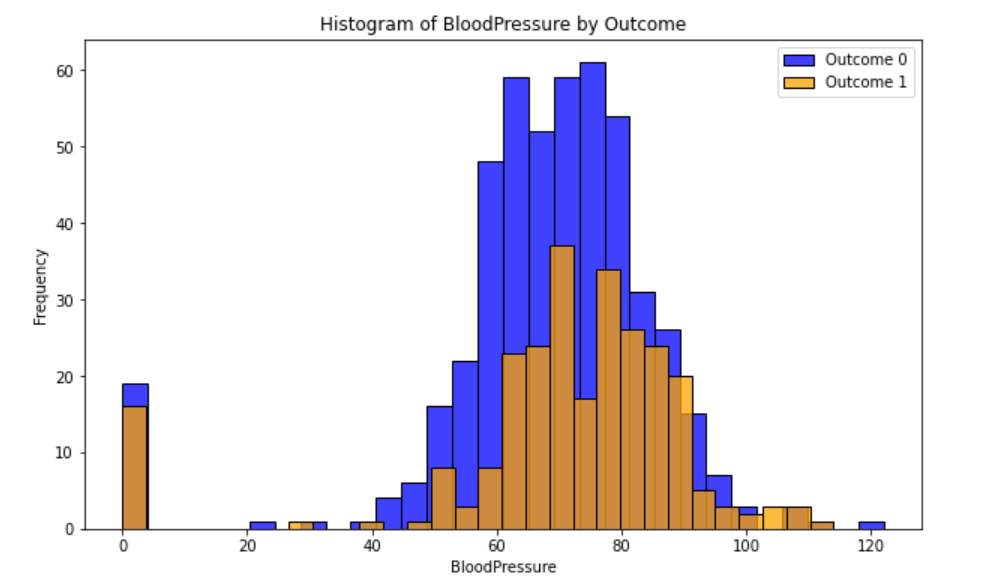 Histogram of BloodPressure by Outcome
Outcome 0
Outcome 1
Frequency
60
50
40
30
20
10
0
0 20 40 60 80 100 120
BloodPressure